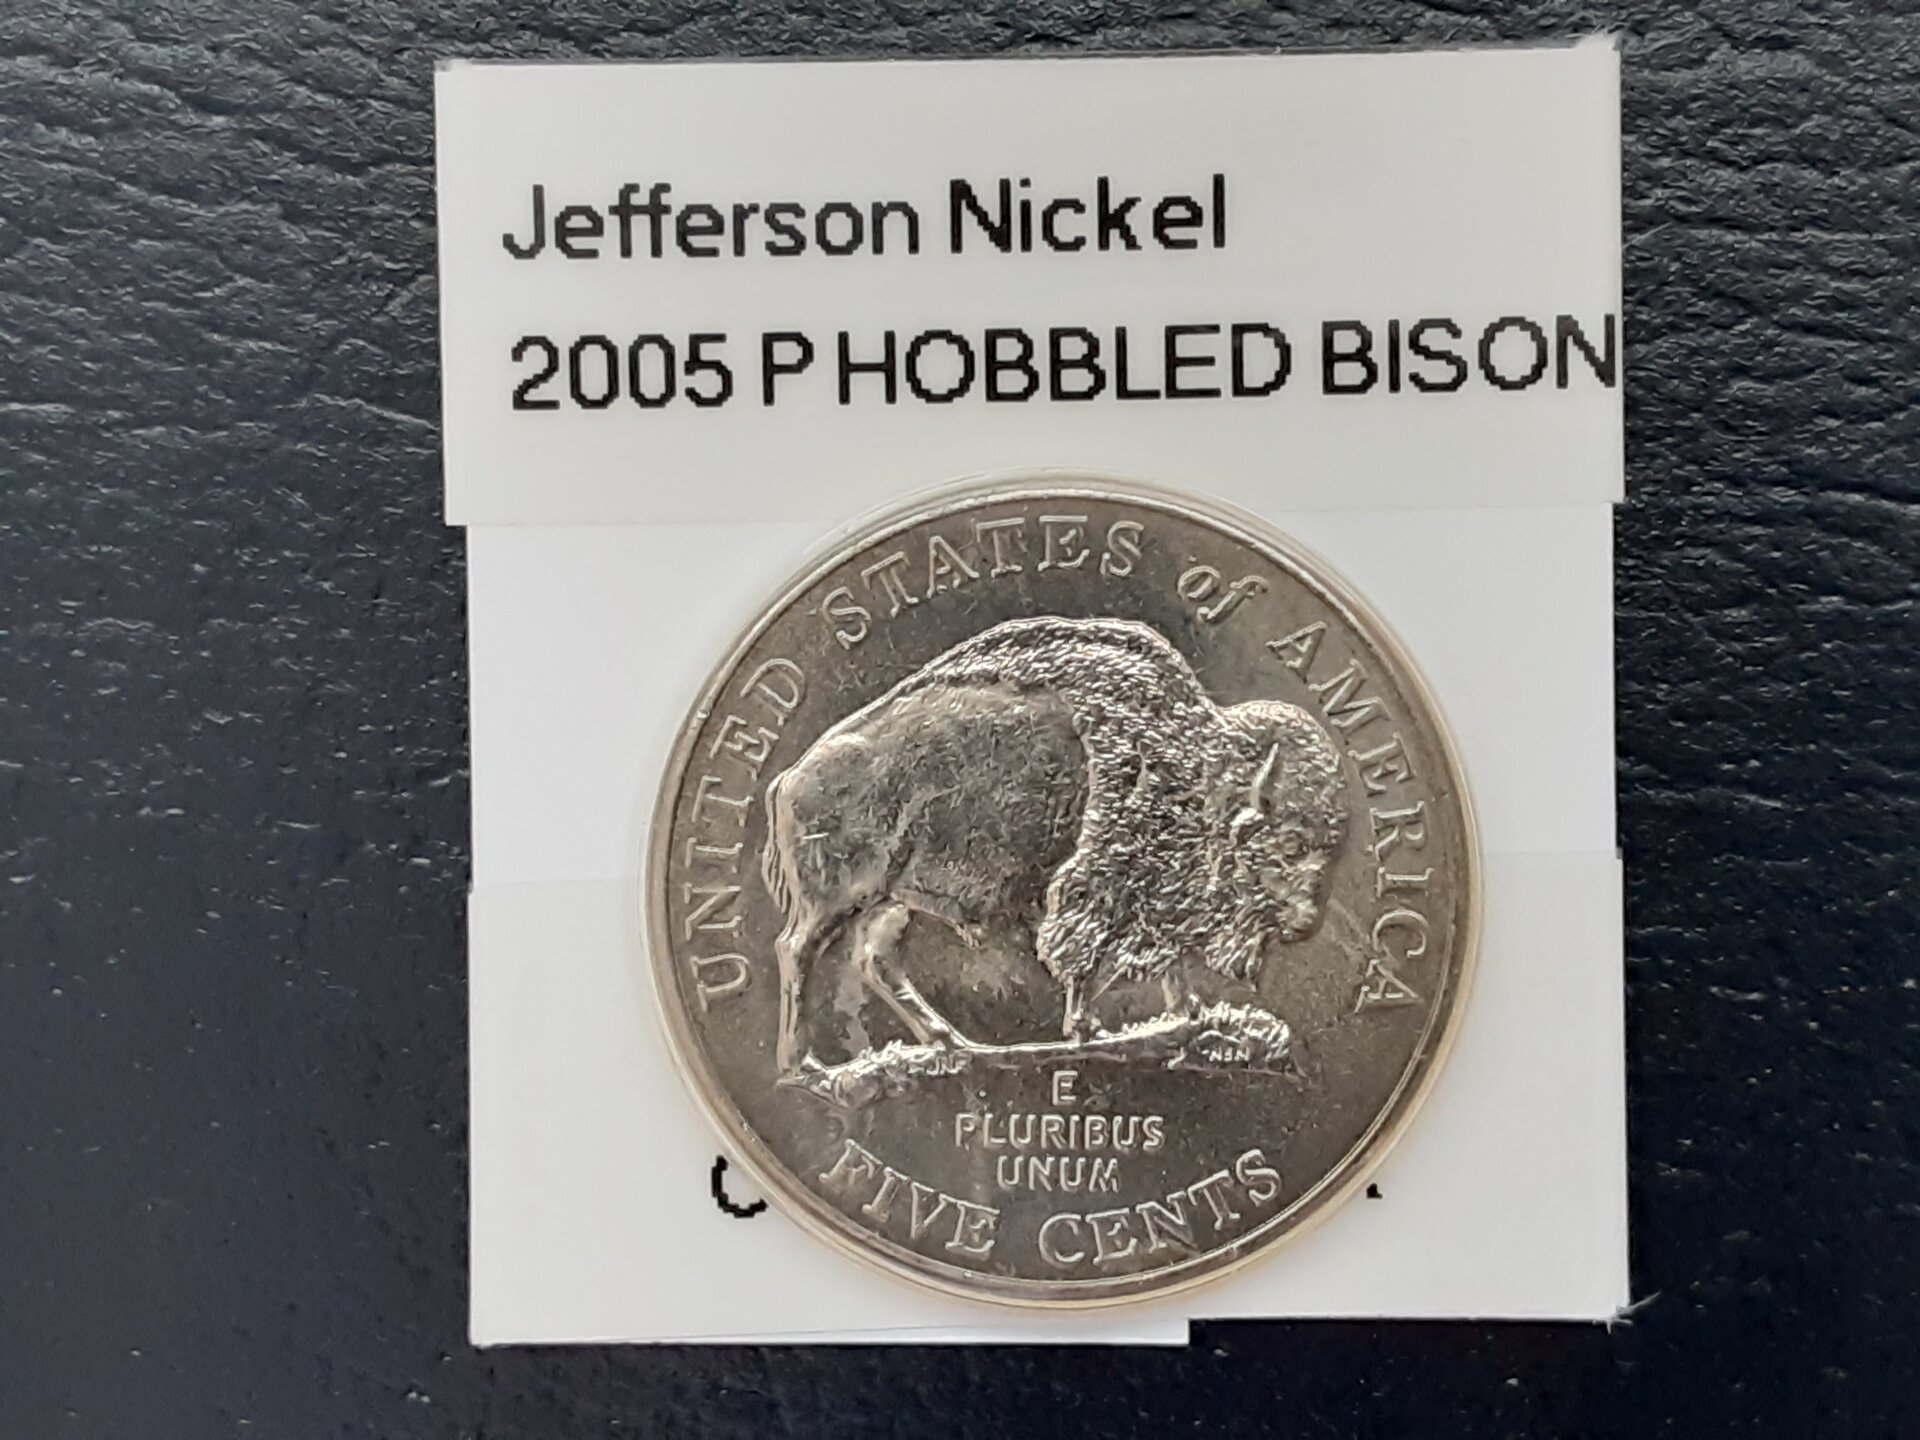 Jefferson Nickel
2005 P HOBBLED BISON
UNITED STATES of AMERICA
E
PLURIBUS
UNUM
FIVE CENTS